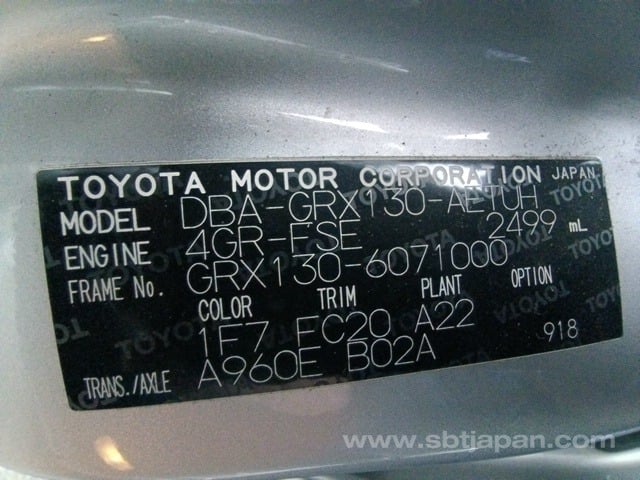 TOYOTA MOTOR CORPORATION JAPAN
MODEL DBA-GRX130-AETUH
ENGINE 4GR-FSE 2499 mL
FRAME No. GRX130-6071000
COLOR TRIM PLANT OPTION
1F7 FC20 A22 918
TRANS./AXLE A960E B02A
www.sbtjapan.com